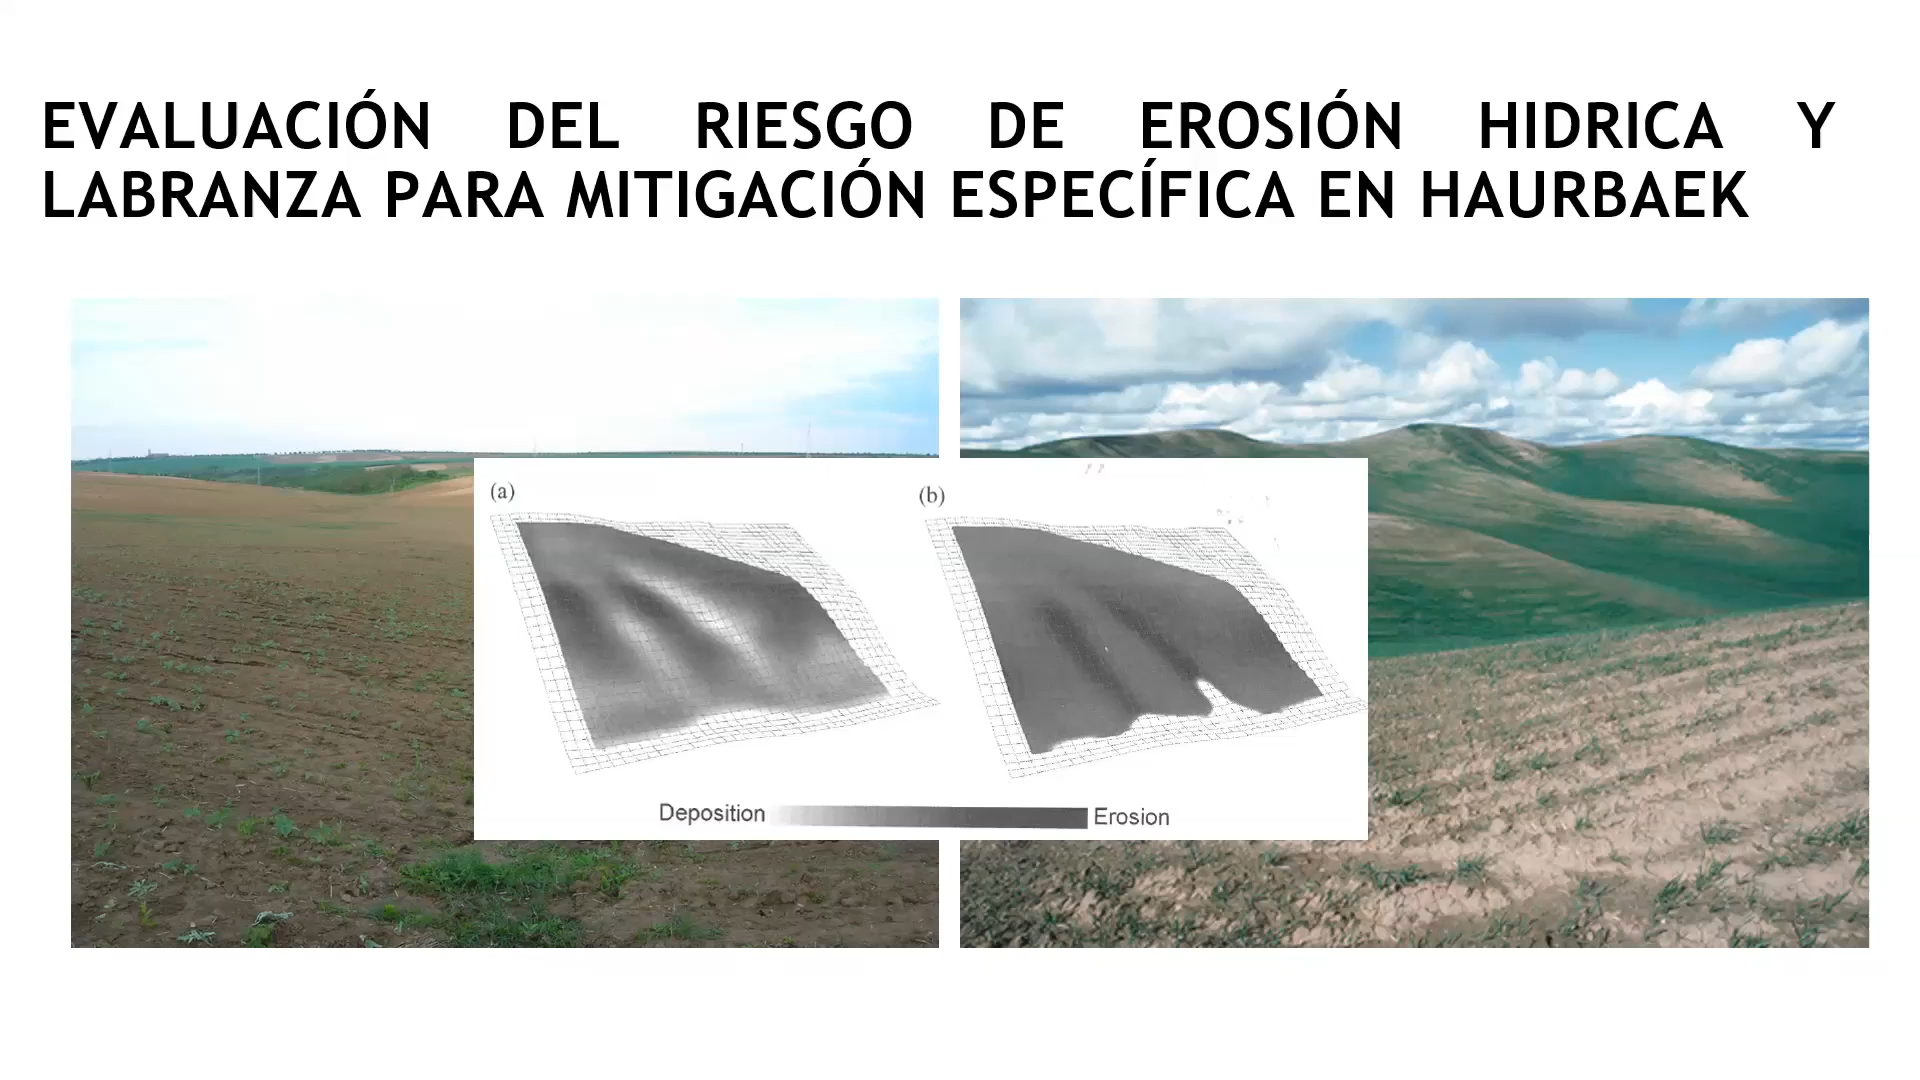 EVALUACIÓN DEL RIESGO DE EROSIÓN HIDRICA Y
LABRANZA PARA MITIGACIÓN ESPECÍFICA EN HAURBAEK
(a)
(b)
Deposition
Erosion